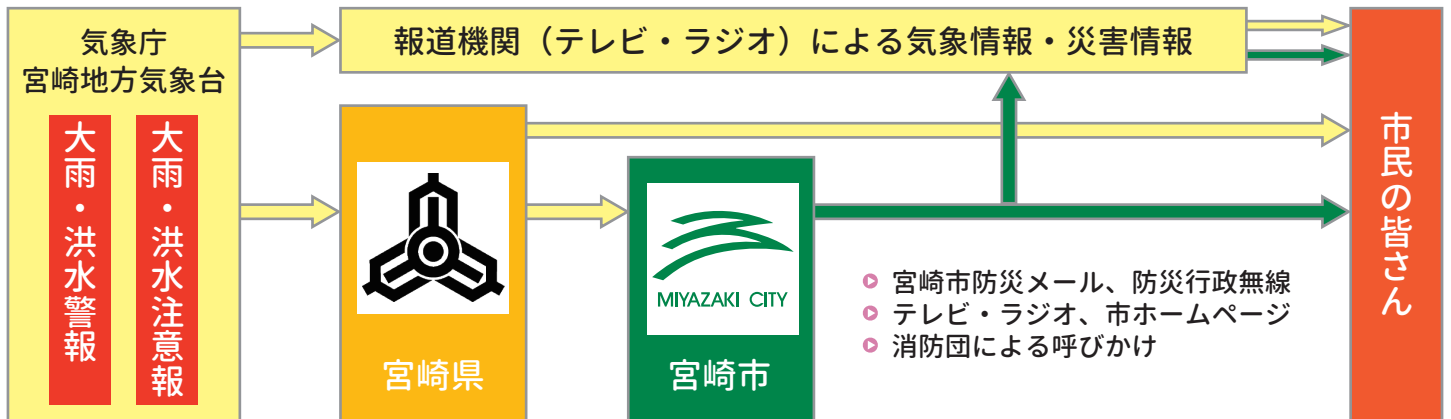 気象庁
宮崎地方気象台
大雨・洪水警報
大雨・洪水注意報
報道機関（テレビ・ラジオ）による気象情報・災害情報
宮崎県
MIYAZAKI CITY
宮崎市
宮崎市防災メール、防災行政無線
テレビ・ラジオ、市ホームページ
消防団による呼びかけ
市民の皆さん